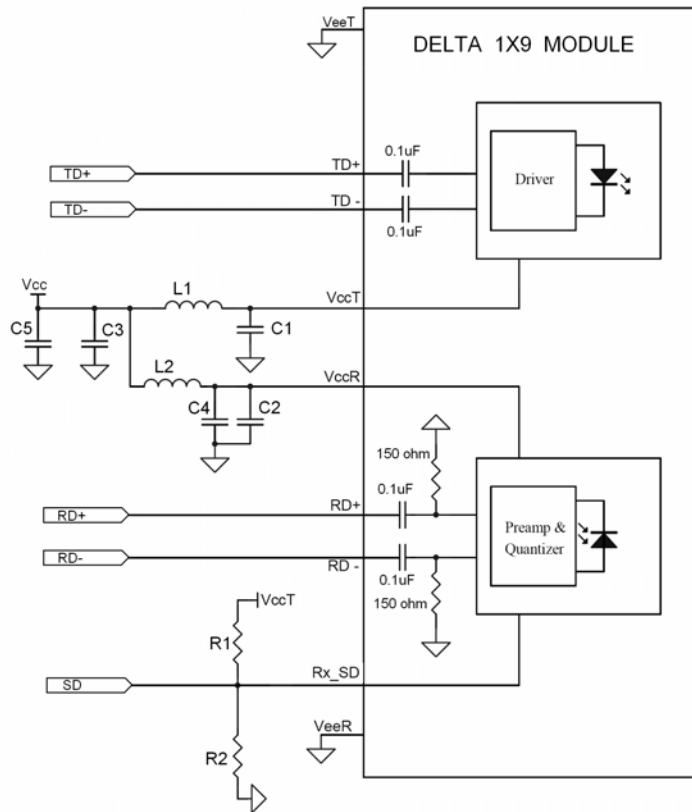 VeeT
DELTA 1X9 MODULE
TD+
TD+
0.1uF
Driver
TD-
TD -
0.1uF
Vcc
L1
VccT
C5
C3
C1
L2
VccR
C4
C2
150 ohm
0.1uF
RD+
RD+
Preamp &
Quantizer
RD-
RD -
0.1uF
150 ohm
VccT
R1
SD
Rx_SD
VeeR
R2